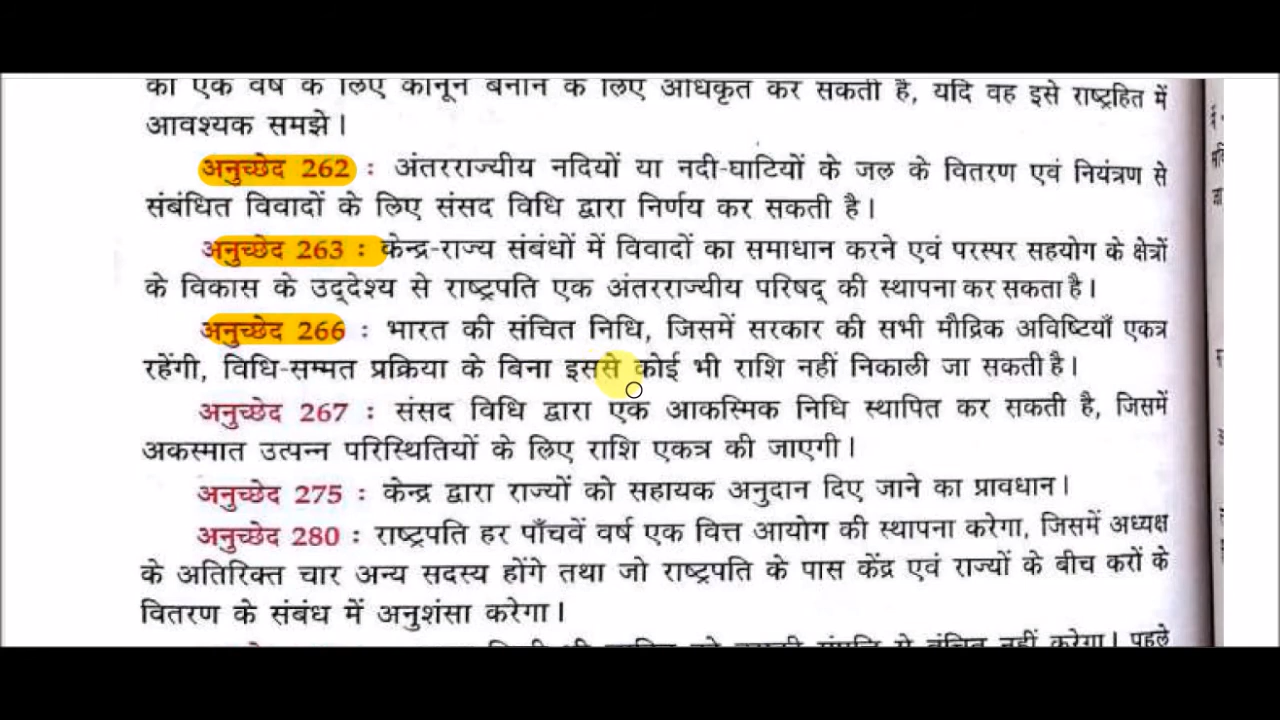 को एक वर्ष के लिए कानून बनाने के लिए अधिकृत कर सकती है, यदि वह इसे राष्ट्रहित में
आवश्यक समझे।
अनुच्छेद 262 : अंतरराज्यीय नदियों या नदी-घाटियों के जल के वितरण एवं नियंत्रण से
संबंधित विवादों के लिए संसद विधि द्वारा निर्णय कर सकती है।
अनुच्छेद 263 : केन्द्र-राज्य संबंधों में विवादों का समाधान करने एवं परस्पर सहयोग के क्षेत्रों
के विकास के उद्देश्य से राष्ट्रपति एक अंतरराज्यीय परिषद् की स्थापना कर सकता है।
अनुच्छेद 266 : भारत की संचित निधि, जिसमें सरकार की सभी मौद्रिक अविष्टियाँ एकत्र
रहेंगी, विधि-सम्मत प्रक्रिया के बिना इससे कोई भी राशि नहीं निकाली जा सकती है।
अनुच्छेद 267 : संसद विधि द्वारा एक आकस्मिक निधि स्थापित कर सकती है, जिसमें
अकस्मात उत्पन्न परिस्थितियों के लिए राशि एकत्र की जाएगी।
अनुच्छेद 275 : केन्द्र द्वारा राज्यों को सहायक अनुदान दिए जाने का प्रावधान।
अनुच्छेद 280 : राष्ट्रपति हर पाँचवें वर्ष एक वित्त आयोग की स्थापना करेगा, जिसमें अध्यक्ष
के अतिरिक्त चार अन्य सदस्य होंगे तथा जो राष्ट्रपति के पास केंद्र एवं राज्यों के बीच करों के
वितरण के संबंध में अनुशंसा करेगा।
वंचित नहीं करेगा। पहले